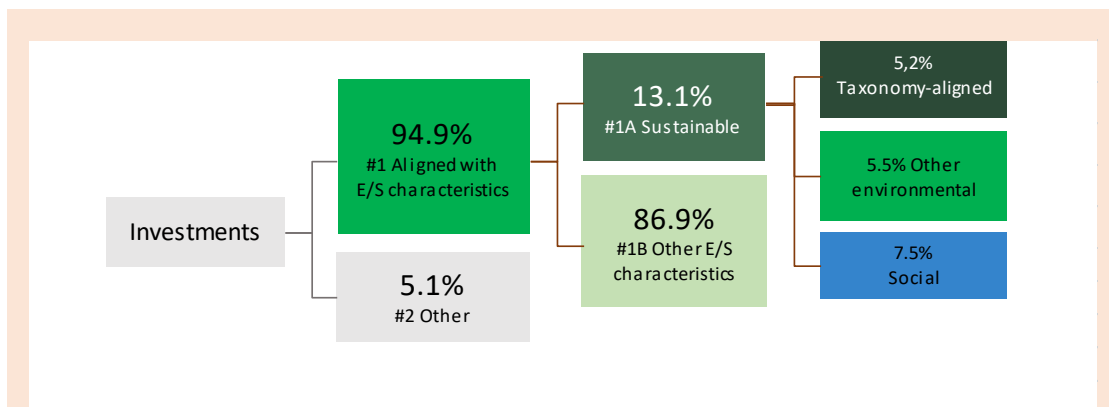 Investments
94.9%
#1 Aligned with
E/S characteristics
5.1%
#2 Other
13.1%
#1A Sustainable
86.9%
#1B Other E/S
characteristics
5,2%
Taxonomy-aligned
5.5% Other
environmental
7.5%
Social